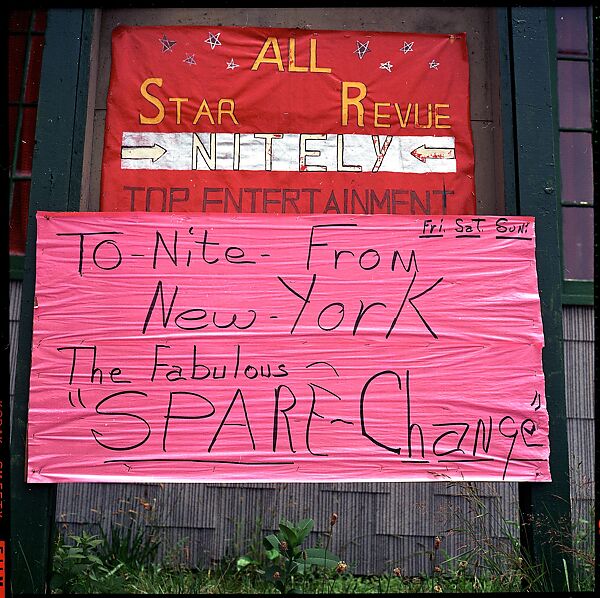 ALL
STAR REVUE
NITELY
TOP ENTERTAINMENT
Fri. Sat. Sun:
To-Nite- From
New-York
The Fabulous
"SPARE-Change"